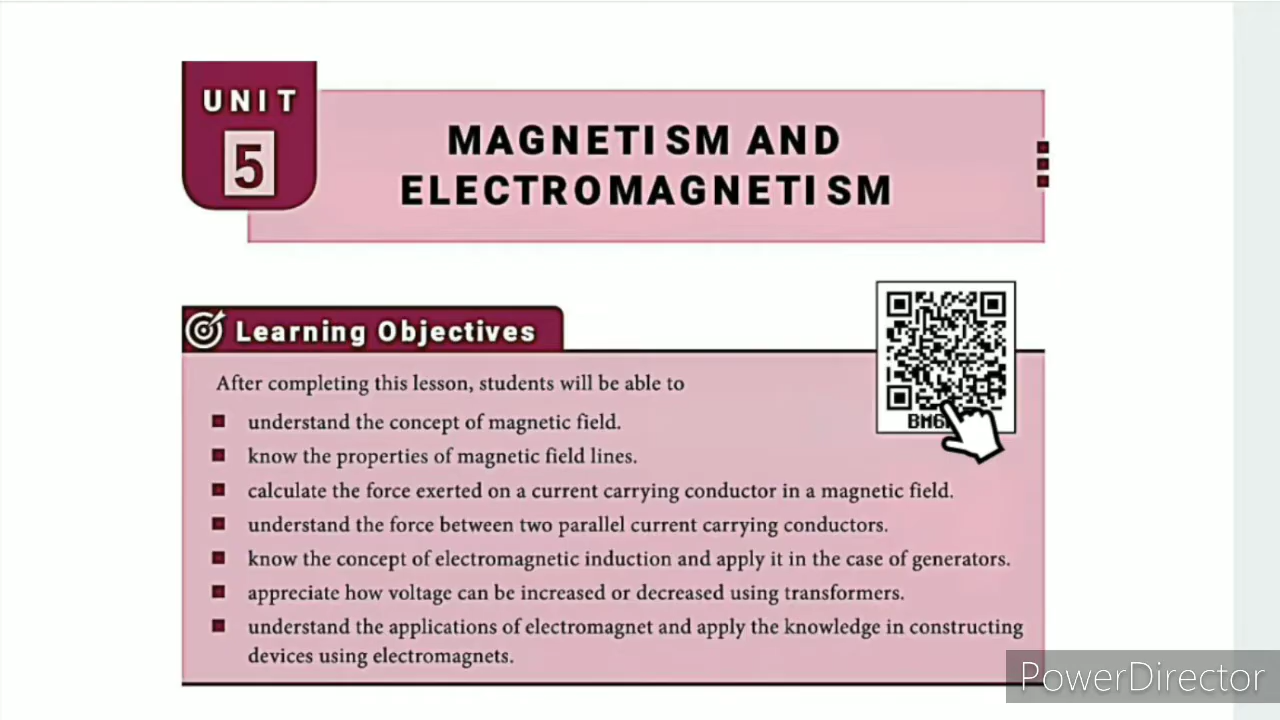 UNIT
5
MAGNETISM AND
ELECTROMAGNETISM
Learning Objectives
After completing this lesson, students will be able to
■ understand the concept of magnetic field.
■ know the properties of magnetic field lines.
■ calculate the force exerted on a current carrying conductor in a magnetic field.
■ understand the force between two parallel current carrying conductors.
■ know the concept of electromagnetic induction and apply it in the case of generators.
■ appreciate how voltage can be increased or decreased using transformers.
■ understand the applications of electromagnet and apply the knowledge in constructing
devices using electromagnets.
PowerDirector